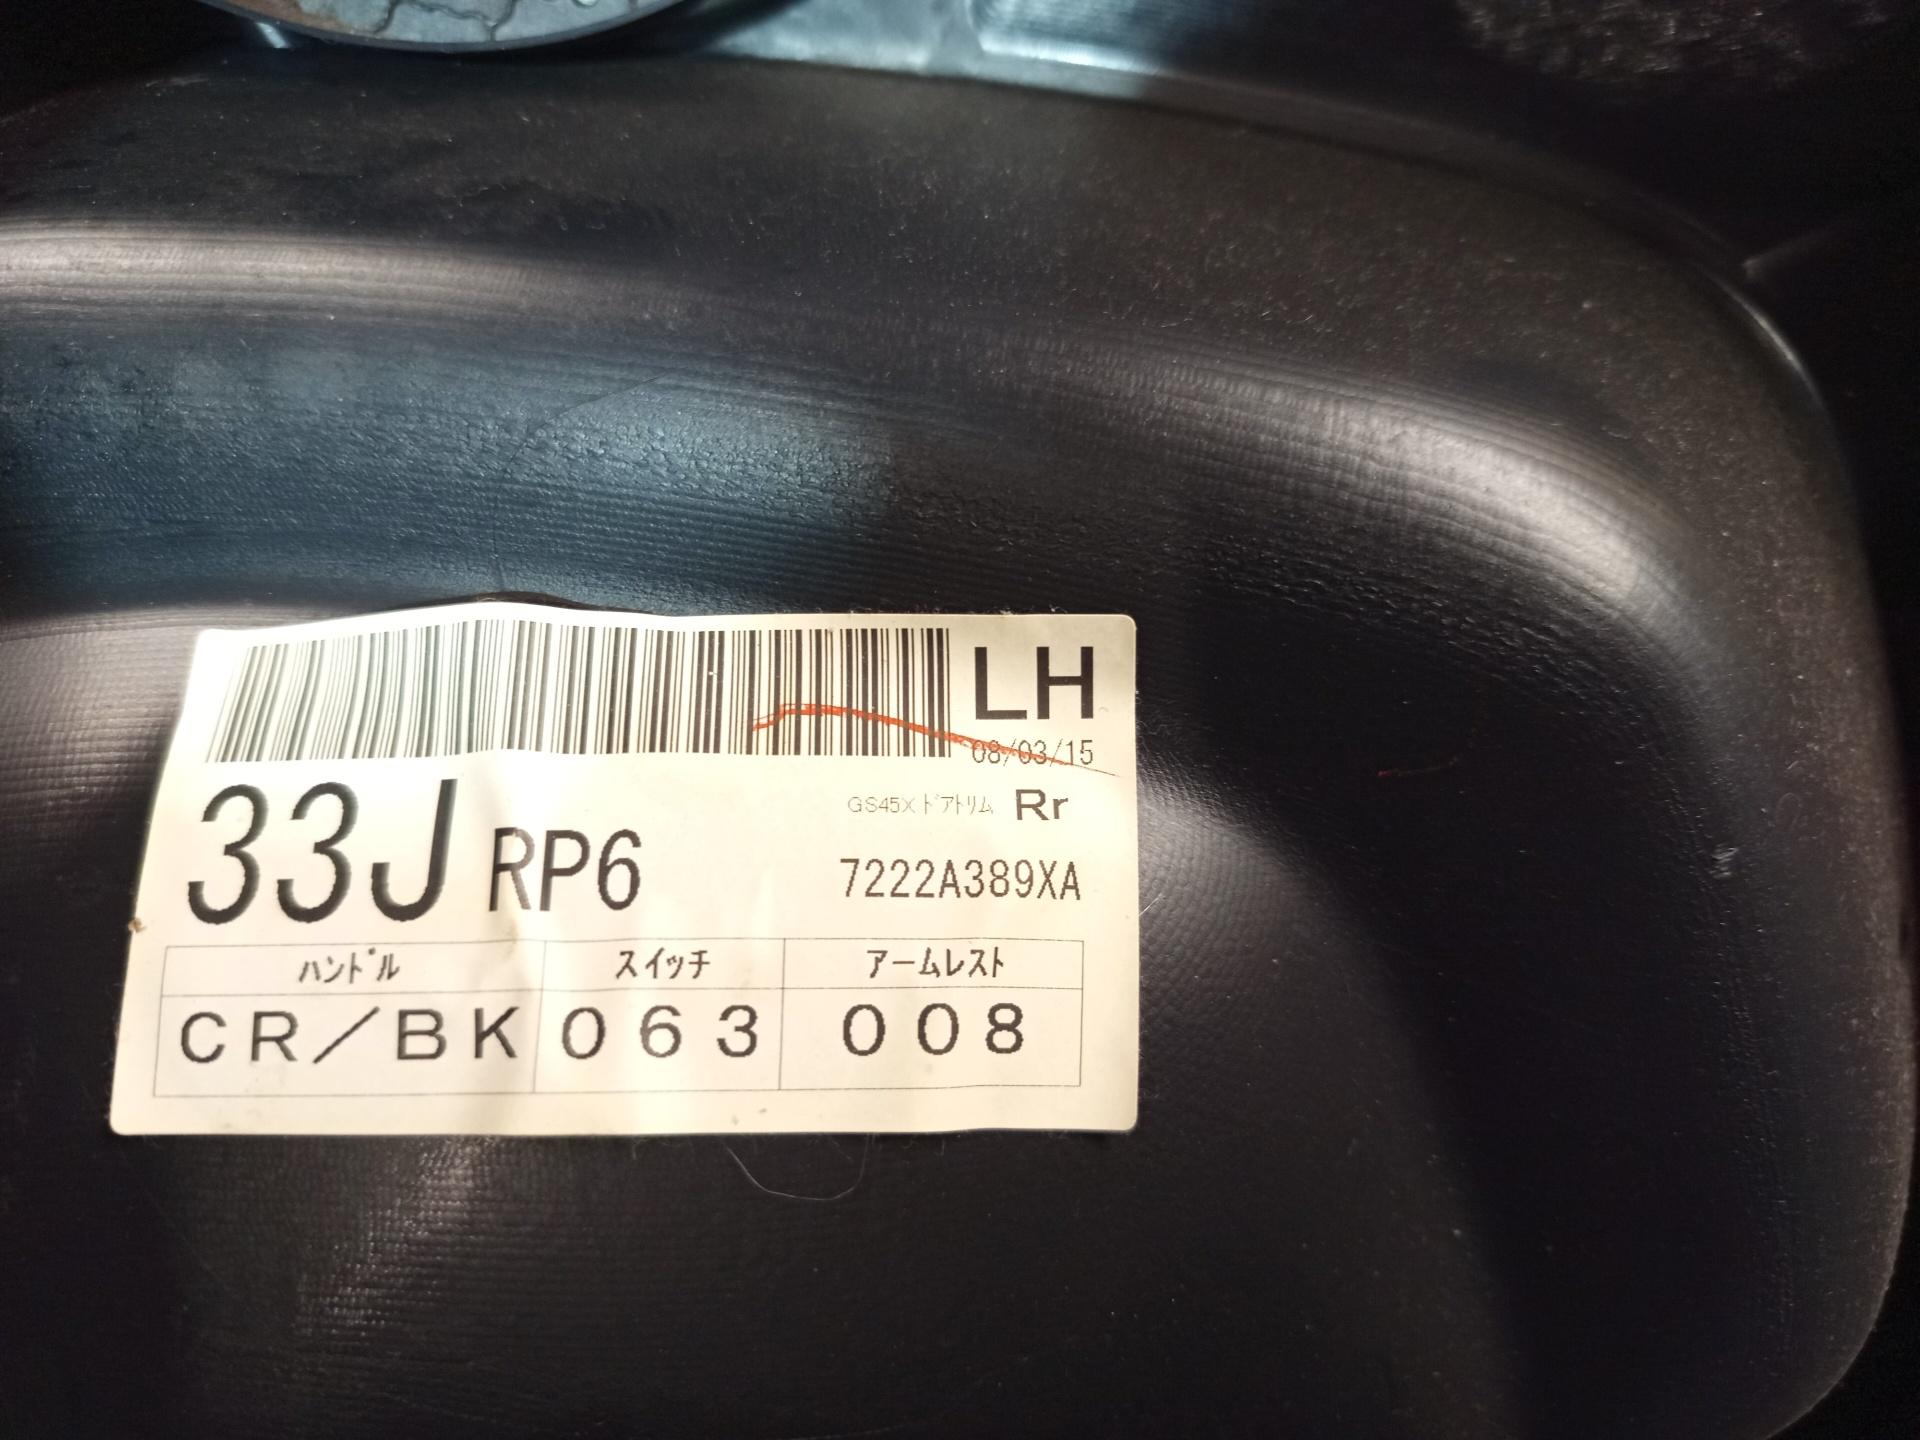 LH
08/03/15
GS45X ﾄﾞｱﾄﾘﾑ Rr
33J RP6 7222A389XA
ﾊﾝﾄﾞﾙ スイッチ アームレスト
CR/BK 063 008